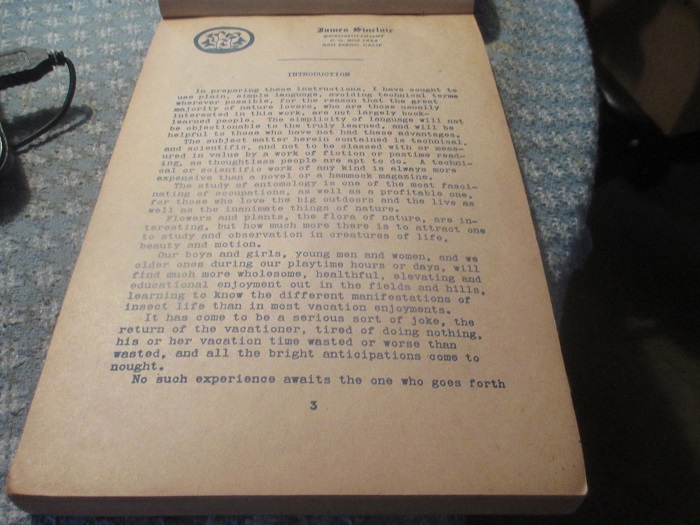 James Sinclair
ENTOMOLOGIST
P. O. BOX 1424
SAN DIEGO, CALIF.
INTRODUCTION
In preparing these instructions, I have sought to
use plain, simple language, avoiding technical terms
wherever possible, for the reason that the great
majority of nature lovers, who are those usually
interested in this work, are not largely book-
learned people. The simplicity of language will not
be objectionable to the truly learned, and will be
helpful to those who have not had these advantages.
The subject matter herein contained is technical,
and scientific, and not to be classed with or meas-
ured in value by a work of fiction or pastime read-
ing, as thoughtless people are apt to do. A techni-
cal or scientific work of any kind is always more
expensive than a novel or a hammock magazine.
The study of entomology is one of the most fasci-
nating of occupations, as well as a profitable one,
for those who love the big outdoors and the live as
well as the inanimate things of nature.
Flowers and plants, the flora of nature, are in-
teresting, but how much more there is to attract one
to study and observation in creatures of life,
beauty and motion.
Our boys and girls, young men and women, and we
older ones during our playtime hours or days, will
find much more wholesome, healthful, elevating and
educational enjoyment out in the fields and hills,
learning to know the different manifestations of
insect life than in most vacation enjoyments.
It has come to be a serious sort of joke, the
return of the vacationer, tired of doing nothing,
his or her vacation time wasted or worse than
wasted, and all the bright anticipations come to
nought.
No such experience awaits the one who goes forth
3